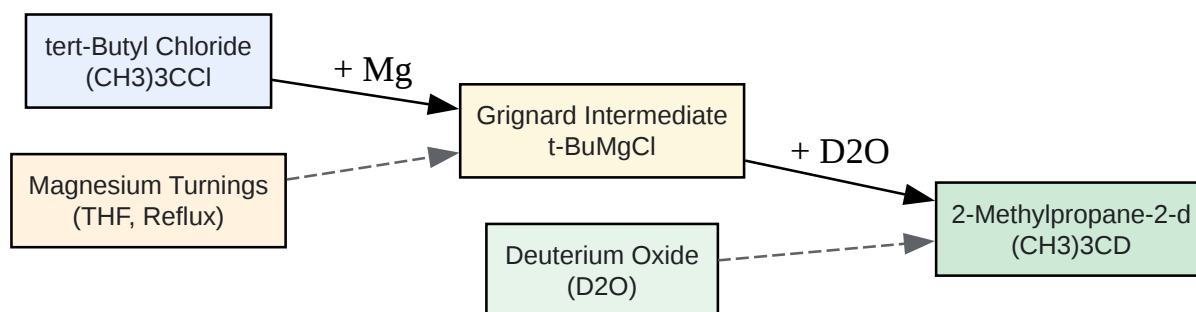 tert-Butyl Chloride
(CH3)3CCl
+ Mg
Grignard Intermediate
t-BuMgCl
Magnesium Turnings
(THF, Reflux)
+ D2O
2-Methylpropane-2-d
(CH3)3CD
Deuterium Oxide
(D2O)